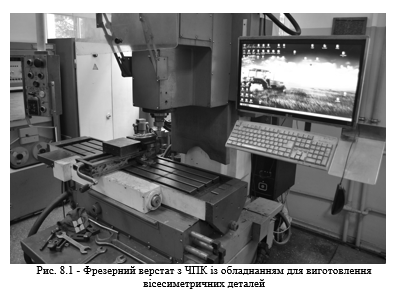 Рис. 8.1 - Фрезерний верстат з ЧПК із обладнанням для виготовлення
вісесиметричних деталей